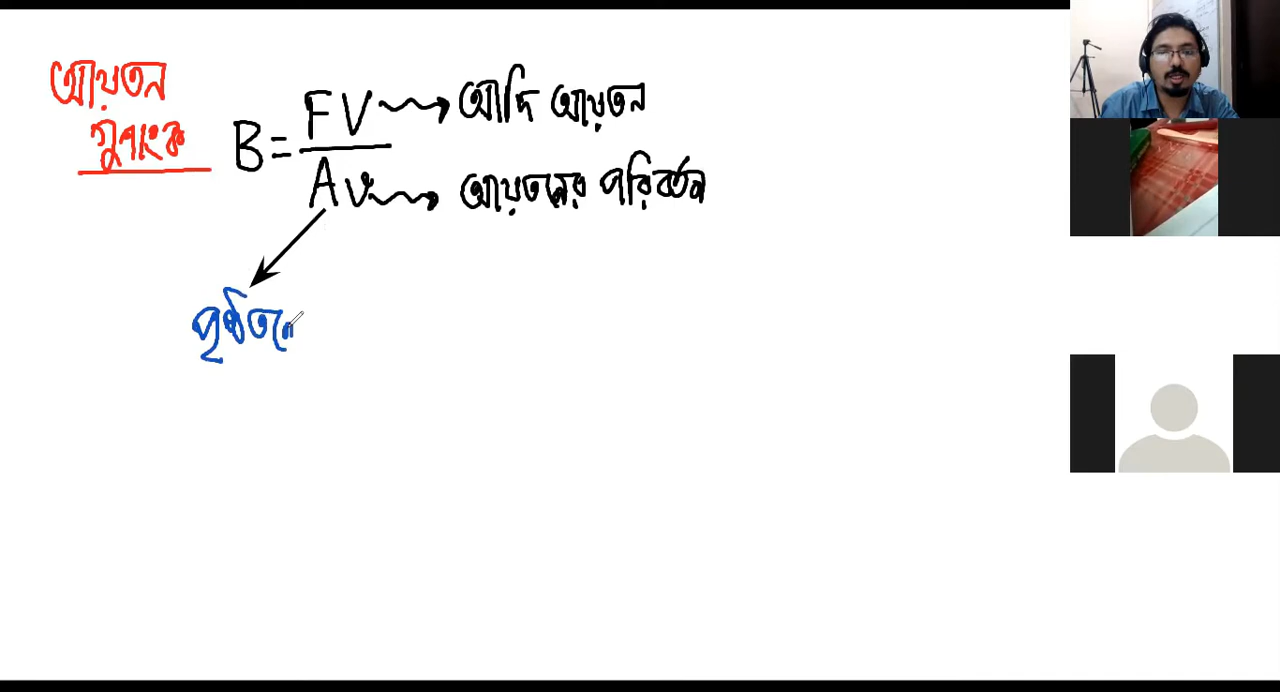 আয়তন
গুণাংক
B = FV / Av
আদি আয়তন
আয়তনের পরিবর্তন
পৃষ্ঠতলে